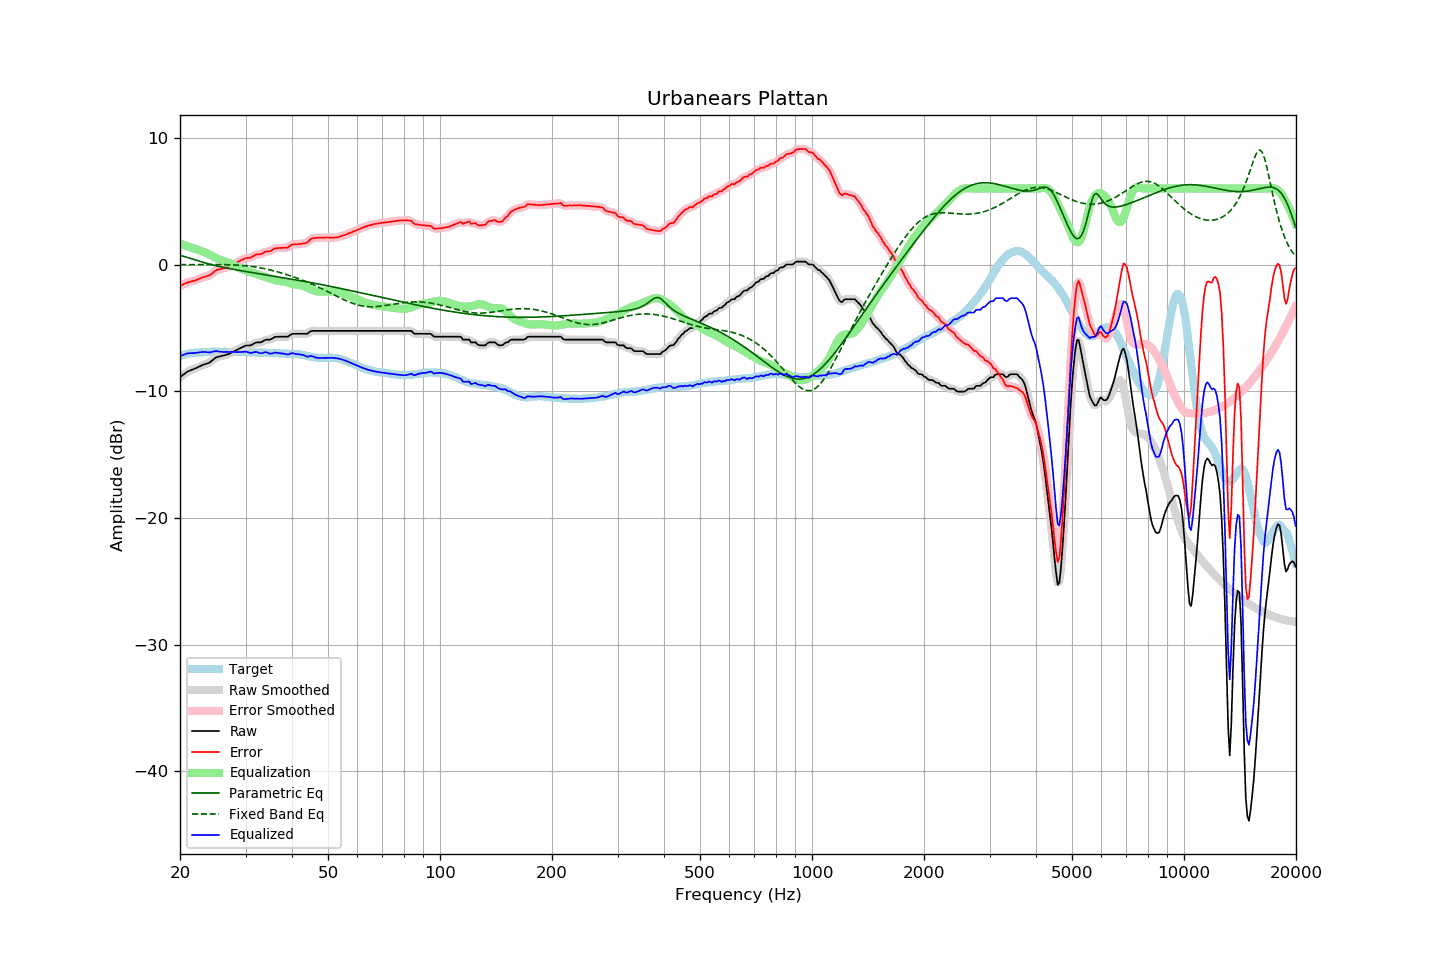 Urbanears Plattan
Amplitude (dBr)
10
0
−10
−20
−30
−40
Target
Raw Smoothed
Error Smoothed
Raw
Error
Equalization
Parametric Eq
Fixed Band Eq
Equalized
20 50 100 200 500 1000 2000 5000 10000 20000
Frequency (Hz)